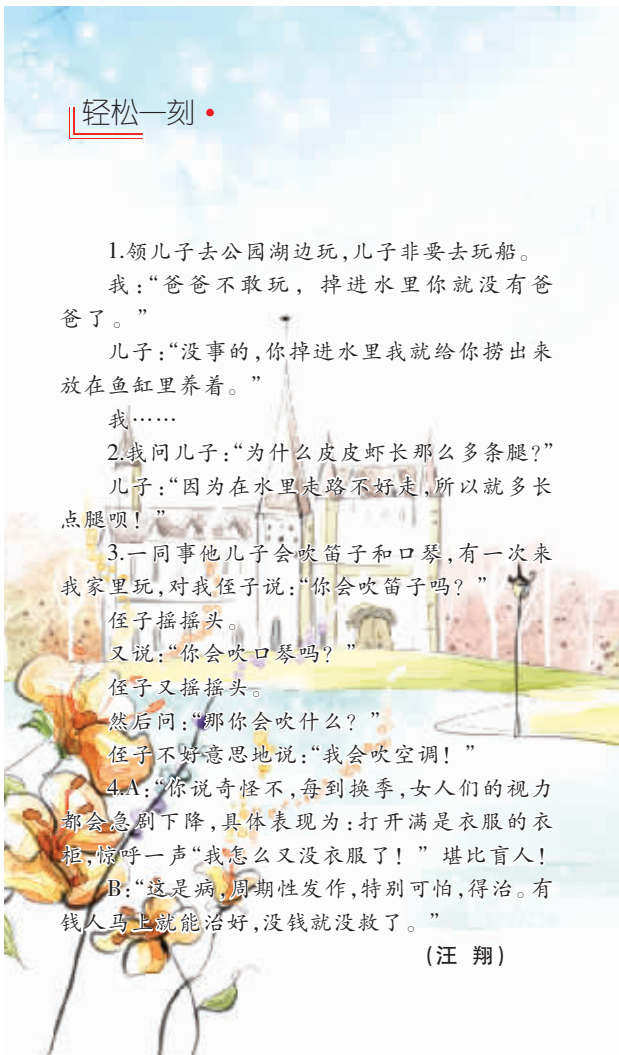 轻松一刻
1.领儿子去公园湖边玩,儿子非要去玩船。
我:“爸爸不敢玩，掉进水里你就没有爸
爸了。”
儿子:“没事的,你掉进水里我就给你捞出来
放在鱼缸里养着。”
我……
2.我问儿子:“为什么皮皮虾长那么多条腿?”
儿子:“因为在水里走路不好走,所以就多长
点腿呗！”
3.一同事他儿子会吹笛子和口琴,有一次来
我家里玩,对我侄子说:“你会吹笛子吗？”
侄子摇摇头。
又说:“你会吹口琴吗？”
侄子又摇摇头。
然后问:“那你会吹什么？”
侄子不好意思地说:“我会吹空调！”
4.A:“你说奇怪不,每到换季,女人们的视力
都会急剧下降,具体表现为:打开满是衣服的衣
柜,惊呼一声“我怎么又没衣服了！”堪比盲人！
B:“这是病,周期性发作,特别可怕,得治。有
钱人马上就能治好,没钱就没救了。”
(汪 翔)